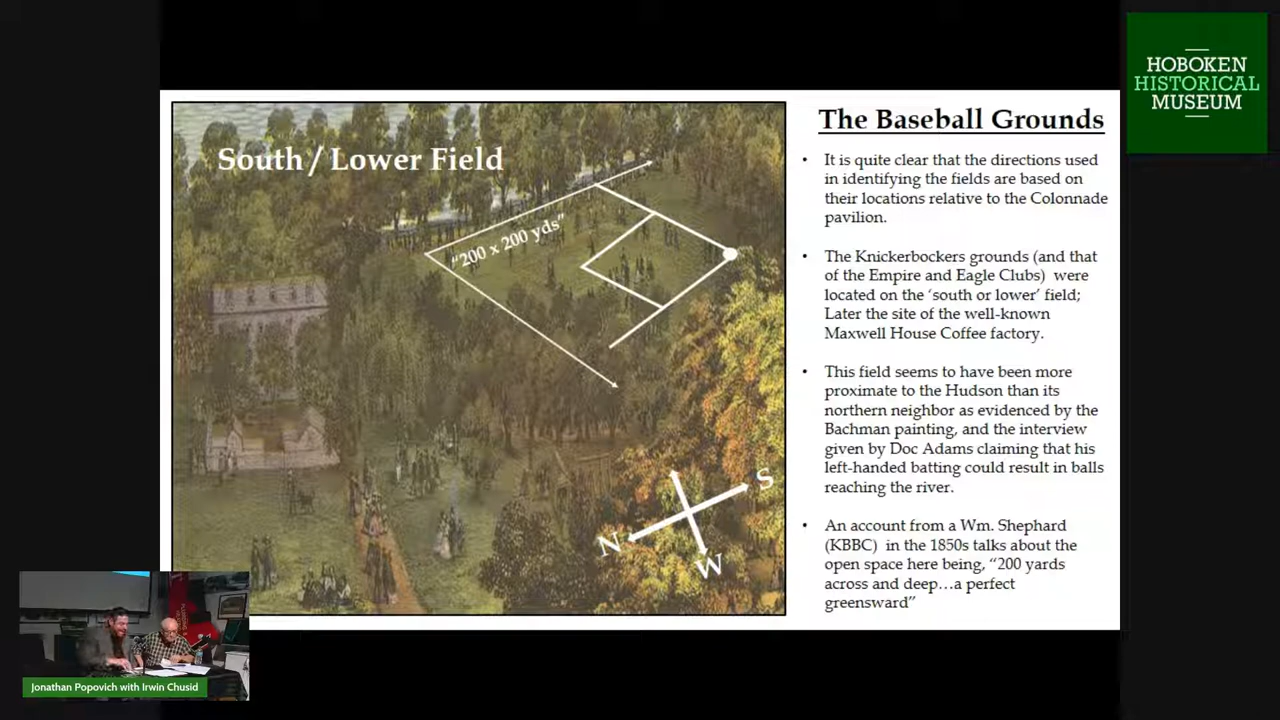 HOBOKEN
HISTORICAL
MUSEUM
South / Lower Field
“200 x 200 yds”
N
S
W
The Baseball Grounds
• It is quite clear that the directions used
in identifying the fields are based on
their locations relative to the Colonnade
pavilion.
• The Knickerbockers grounds (and that
of the Empire and Eagle Clubs) were
located on the ‘south or lower’ field;
Later the site of the well-known
Maxwell House Coffee factory.
• This field seems to have been more
proximate to the Hudson than its
northern neighbor as evidenced by the
Bachman painting, and the interview
given by Doc Adams claiming that his
left-handed batting could result in balls
reaching the river.
• An account from a Wm. Shephard
(KBBC) in the 1850s talks about the
open space here being, “200 yards
across and deep…a perfect
greensward”
Jonathan Popovich with Irwin Chusid